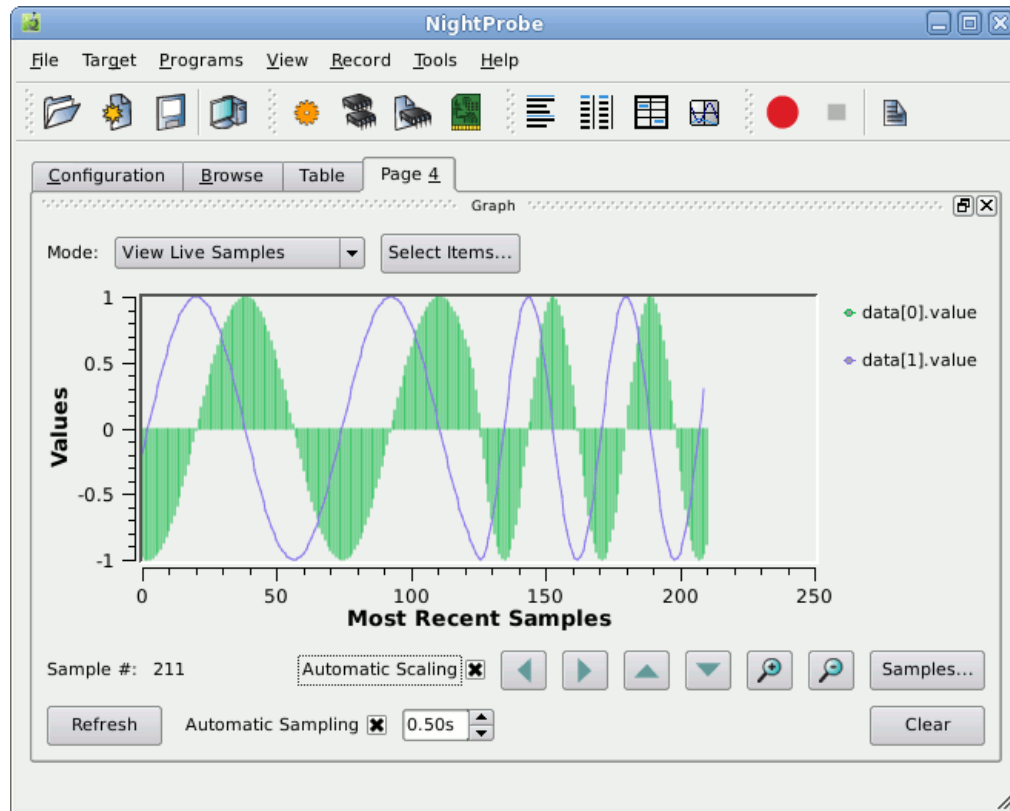 NightProbe
File Target Programs View Record Tools Help
Configuration Browse Table Page 4
Graph
Mode: View Live Samples Select Items...
1
0.5
0
-0.5
-1
Values
data[0].value
data[1].value
0 50 100 150 200 250
Most Recent Samples
Sample #: 211 Automatic Scaling Samples...
Refresh Automatic Sampling 0.50s Clear